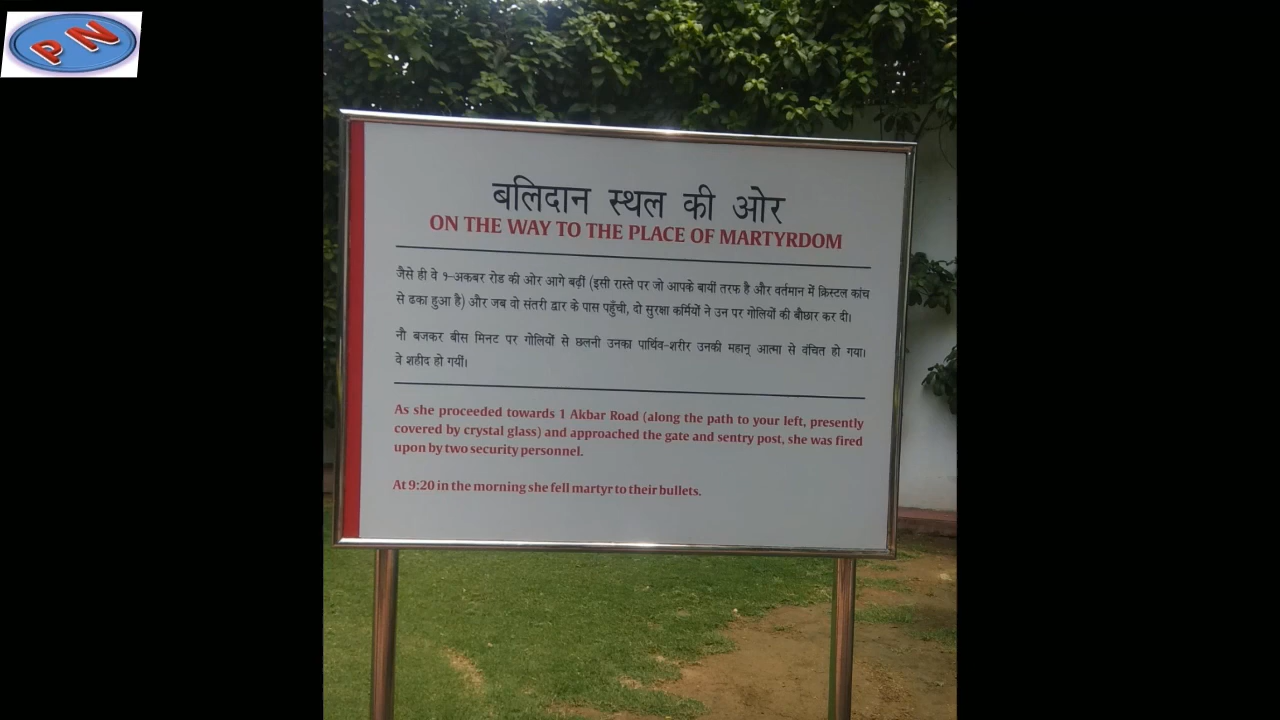 PN
बलिदान स्थल की ओर
ON THE WAY TO THE PLACE OF MARTYRDOM
जैसे ही वे १-अकबर रोड की ओर आगे बढ़ीं (इसी रास्ते पर जो आपके बायीं तरफ है और वर्तमान में क्रिस्टल कांच
से ढका हुआ है) और जब वो संतरी द्वार के पास पहुँची, दो सुरक्षा कर्मियों ने उन पर गोलियों की बौछार कर दी।
नौ बजकर बीस मिनट पर गोलियों से छलनी उनका पार्थिव-शरीर उनकी महान् आत्मा से वंचित हो गया।
वे शहीद हो गयीं।
As she proceeded towards 1 Akbar Road (along the path to your left, presently
covered by crystal glass) and approached the gate and sentry post, she was fired
upon by two security personnel.
At 9:20 in the morning she fell martyr to their bullets.